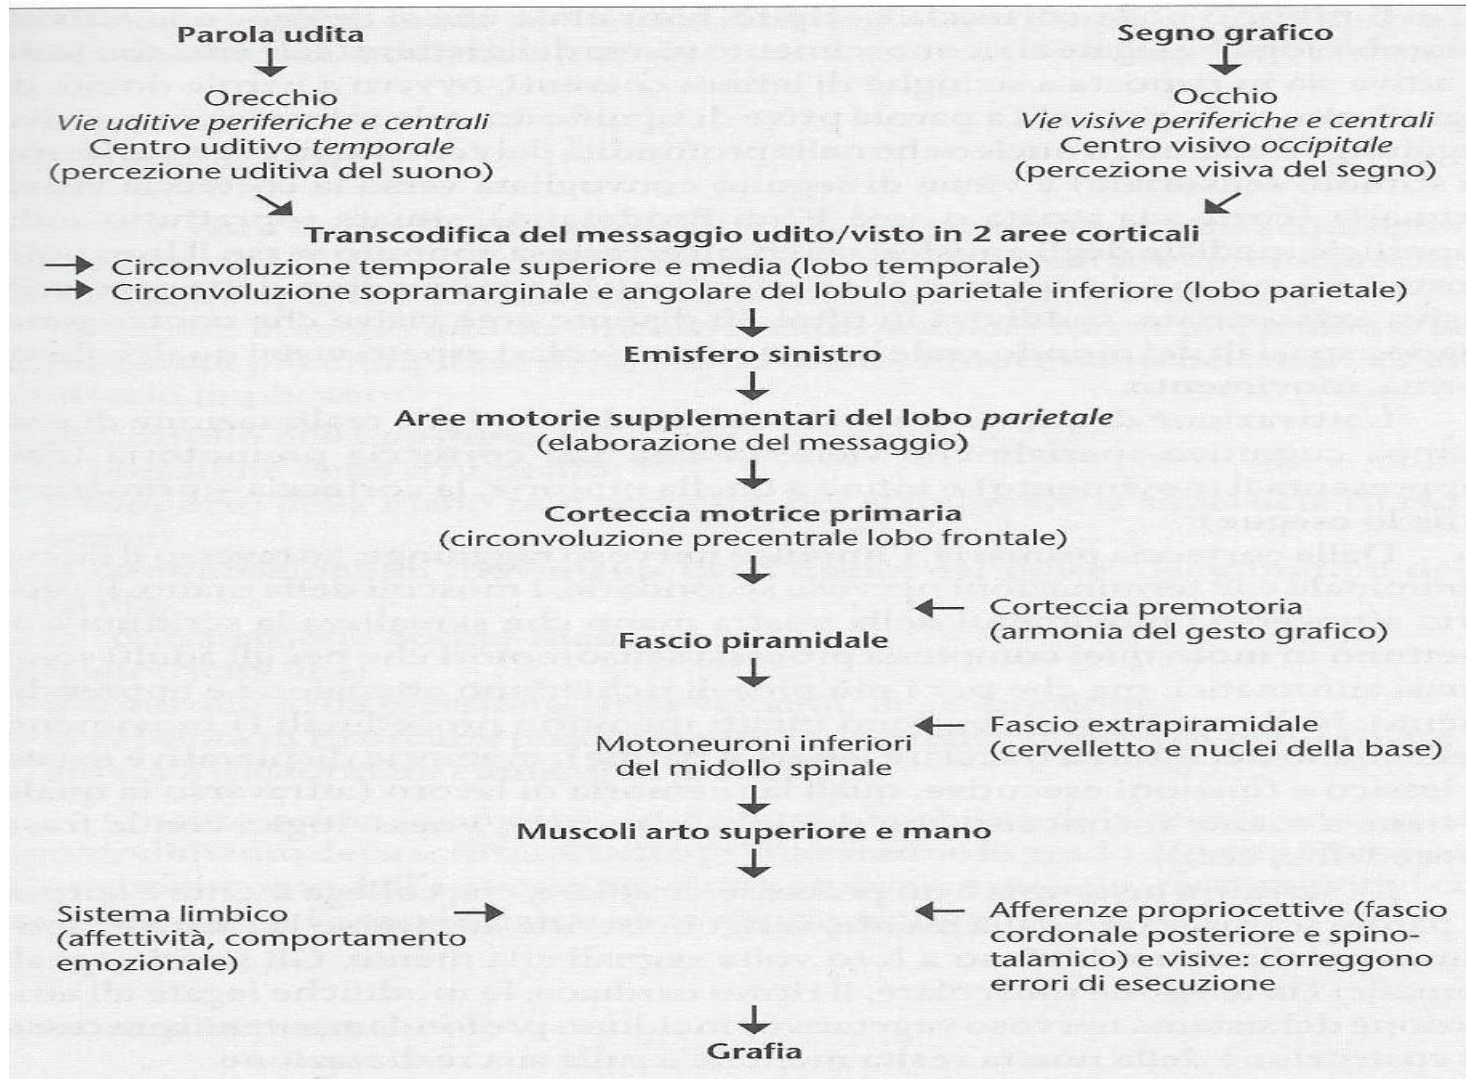 Parola udita
Orecchio
Vie uditive periferiche e centrali
Centro uditivo temporale
(percezione uditiva del suono)
Segno grafico
Occhio
Vie visive periferiche e centrali
Centro visivo occipitale
(percezione visiva del segno)
Transcodifica del messaggio udito/visto in 2 aree corticali
Circonvoluzione temporale superiore e media (lobo temporale)
Circonvoluzione sopramarginale e angolare del lobulo parietale inferiore (lobo parietale)
Emisfero sinistro
Aree motorie supplementari del lobo parietale
(elaborazione del messaggio)
Corteccia motrice primaria
(circonvoluzione precentrale lobo frontale)
Corteccia premotoria
(armonia del gesto grafico)
Fascio piramidale
Fascio extrapiramidale
(cervelletto e nuclei della base)
Motoneuroni inferiori
del midollo spinale
Muscoli arto superiore e mano
Sistema limbico
(affettività, comportamento
emozionale)
Afferenze propriocettive (fascio
cordonale posteriore e spino-
talamico) e visive: correggono
errori di esecuzione
Grafia